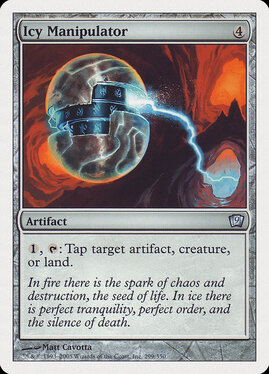 Icy Manipulator 4
Artifact
1, : Tap target artifact, creature,
or land.
In fire there is the spark of chaos and
destruction, the seed of life. In ice there
is perfect tranquility, perfect order, and
the silence of death.
Matt Cavotta
™ & © 1993–2005 Wizards of the Coast, Inc. 299/350